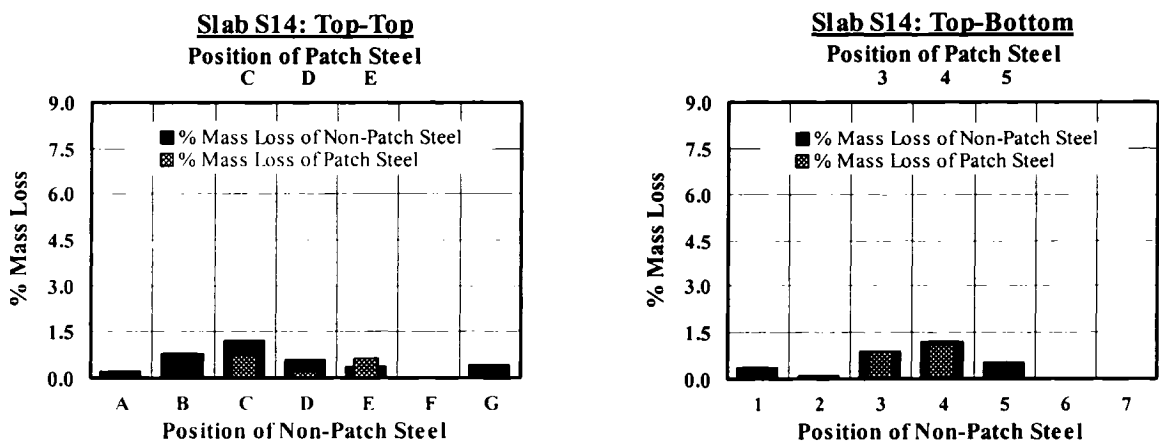 Slab S14: Top-Top
Position of Patch Steel
C D E
9.0
% Mass Loss of Non-Patch Steel
7.5
% Mass Loss of Patch Steel
6.0
4.5
3.0
1.5
0.0
% Mass Loss
A B C D E F G
Position of Non-Patch Steel
Slab S14: Top-Bottom
Position of Patch Steel
3 4 5
9.0
% Mass Loss of Non-Patch Steel
7.5
% Mass Loss of Patch Steel
6.0
4.5
3.0
1.5
0.0
% Mass Loss
1 2 3 4 5 6 7
Position of Non-Patch Steel